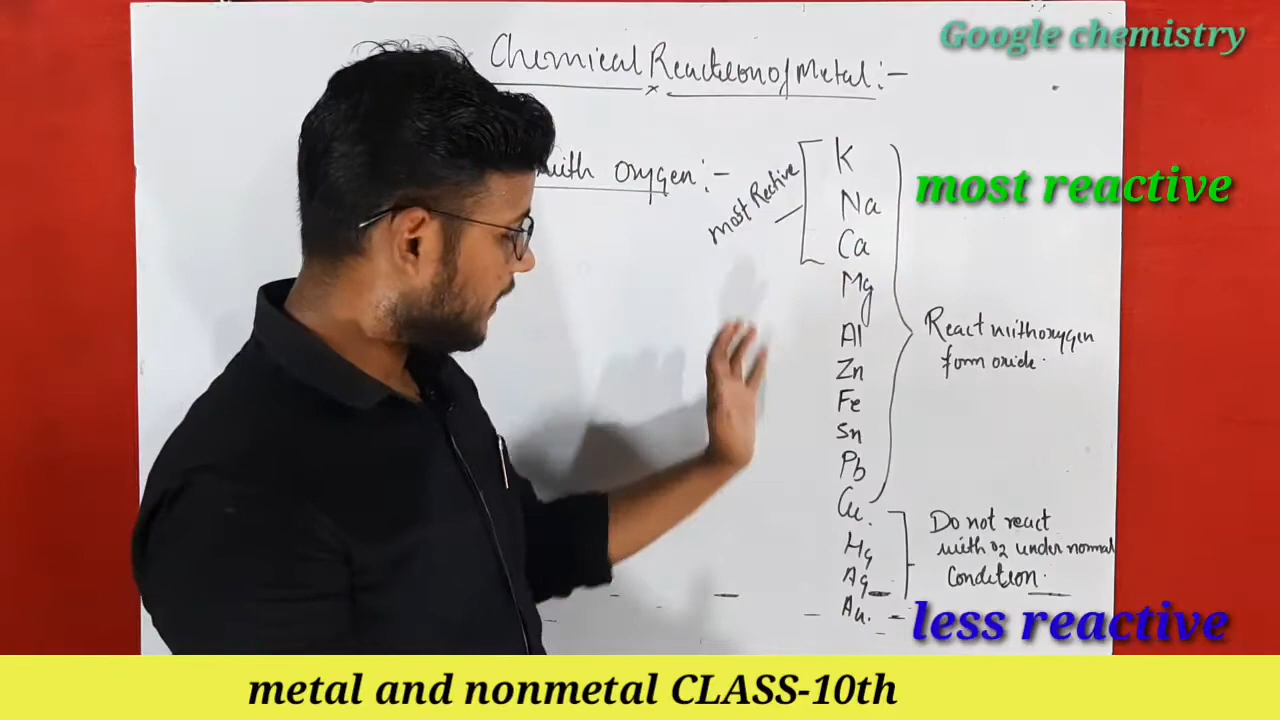 Google chemistry
Chemical Reaction of Metal :-
with oxygen :-
most Rective
K
Na
Ca
Mg
Al
Zn
Fe
Sn
Pb
Cu.
Hg
Ag
Au.
most reactive
React with oxygen
form oxide.
Do not react
with O2 under normal
Condition.
less reactive
metal and nonmetal CLASS-10th